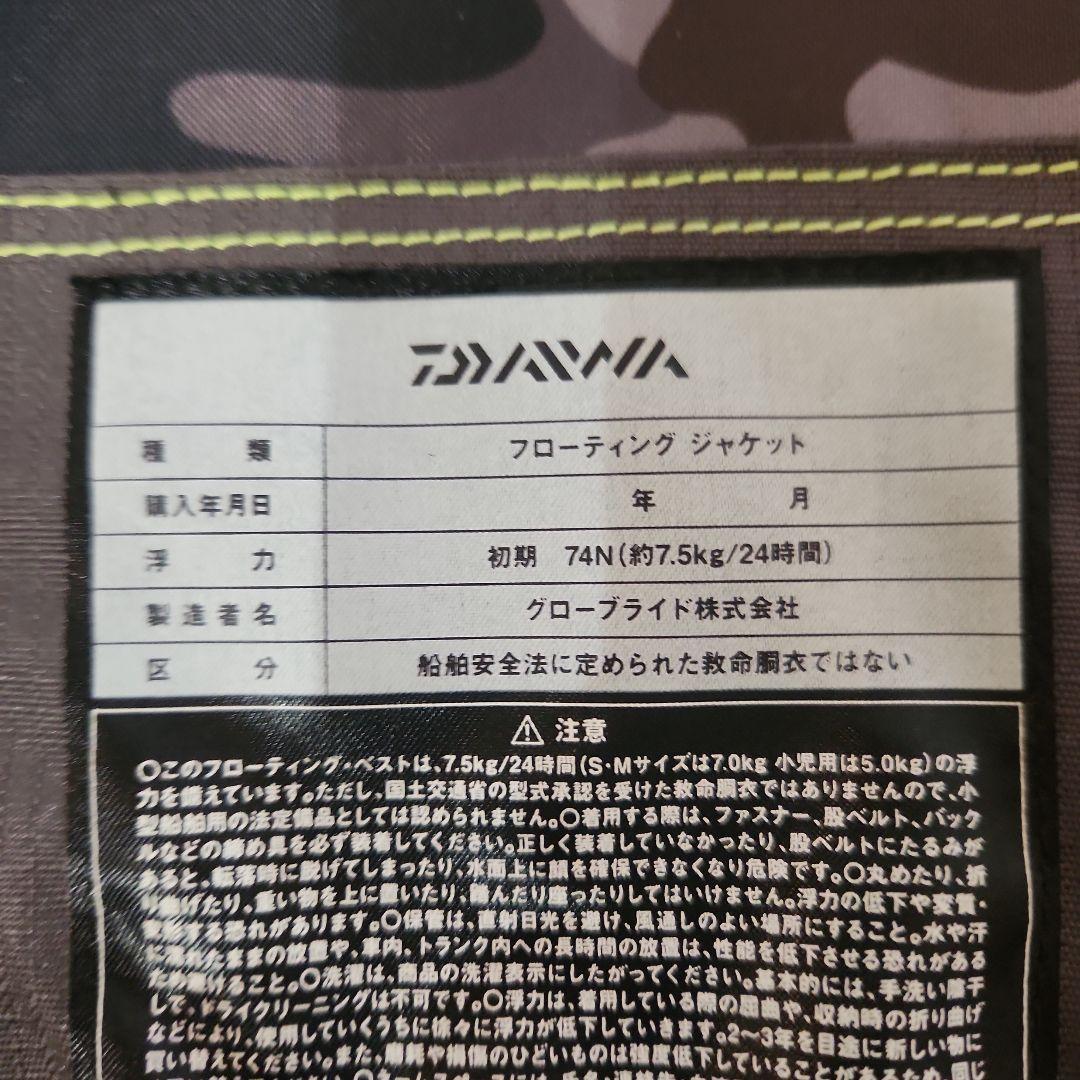 DAIWA
種類 フローティング ジャケット
購入年月日 年 月
浮力 初期 74N(約7.5kg/24時間)
製造者名 グローブライド株式会社
区分 船舶安全法に定められた救命胴衣ではない
⚠ 注意
○このフローティング・ベストは、7.5kg/24時間(S・Mサイズは7.0kg 小児用は5.0kg)の浮
力を備えています。ただし、国土交通省の型式承認を受けた救命胴衣ではありませんので、小
型船舶用の法定備品としては認められません。○着用する際は、ファスナー、股ベルト、バック
ルなどの締め具を必ず装着してください。正しく装着していなかったり、股ベルトにたるみが
あると、転落時に脱げてしまったり、水面上に顔を確保できなくなり危険です。○丸めたり、折
り曲げたり、重い物を上に置いたり、踏んだり座ったりしてはいけません。浮力の低下や変質・
変形する恐れがあります。○保管は、直射日光を避け、風通しのよい場所にすること。水や汗
に濡れたままの放置や、車内、トランク内への長時間の放置は、性能を低下させる恐れがある
ため避けること。○洗濯は、商品の洗濯表示にしたがってください。基本的には、手洗い陰干
しで、ドライクリーニングは不可です。○浮力は、着用している際の屈曲や、収納時の折り曲げ
などにより、使用していくうちに徐々に浮力が低下していきます。2～3年を目途に新しい物に
買い替えてください。また、磨耗や損傷のひどいものは強度低下していることがあるため、同じ